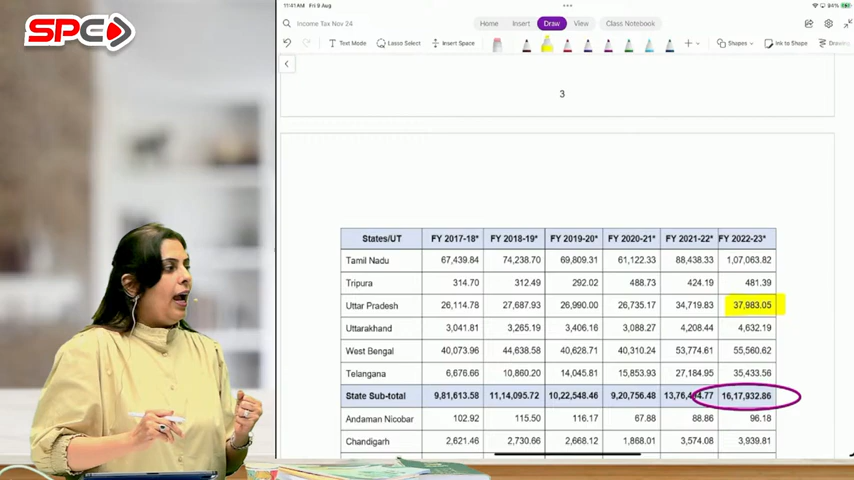 SPC
11:41AM Fri 9 Aug
94%
Income Tax Nov 24
Home Insert Draw View Class Notebook
Text Mode Lasso Select Insert Space Shapes Ink to Shape Drawing
3
States/UT FY 2017-18* FY 2018-19* FY 2019-20* FY 2020-21* FY 2021-22* FY 2022-23*
Tamil Nadu 67,439.84 74,238.70 69,809.31 61,122.33 88,438.33 1,07,063.82
Tripura 314.70 312.49 292.02 488.73 424.19 481.39
Uttar Pradesh 26,114.78 27,687.93 26,990.00 26,735.17 34,719.83 37,983.05
Uttarakhand 3,041.81 3,265.19 3,406.16 3,088.27 4,208.44 4,632.19
West Bengal 40,073.96 44,638.58 40,628.71 40,310.24 53,774.61 55,560.62
Telangana 6,676.66 10,860.20 14,045.81 15,853.93 27,184.95 35,433.56
State Sub-total 9,81,613.58 11,14,095.72 10,22,548.46 9,20,756.48 16,17,932.86
Andaman Nicobar 102.92 115.50 116.17 67.88 88.86 96.18
Chandigarh 2,621.46 2,730.66 2,668.12 1,868.01 3,574.08 3,939.81